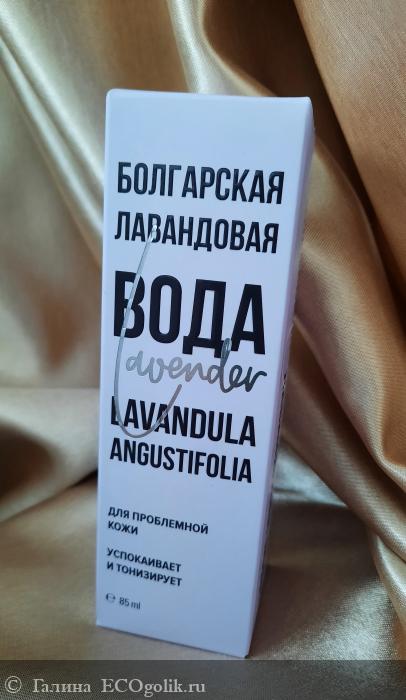 БОЛГАРСКАЯ
ЛАВАНДОВАЯ
ВОДА
Lavender
LAVANDULA
ANGUSTIFOLIA
ДЛЯ ПРОБЛЕМНОЙ
КОЖИ
УСПОКАИВАЕТ
И ТОНИЗИРУЕТ
℮ 85 ml
© Галина ECOgolik.ru